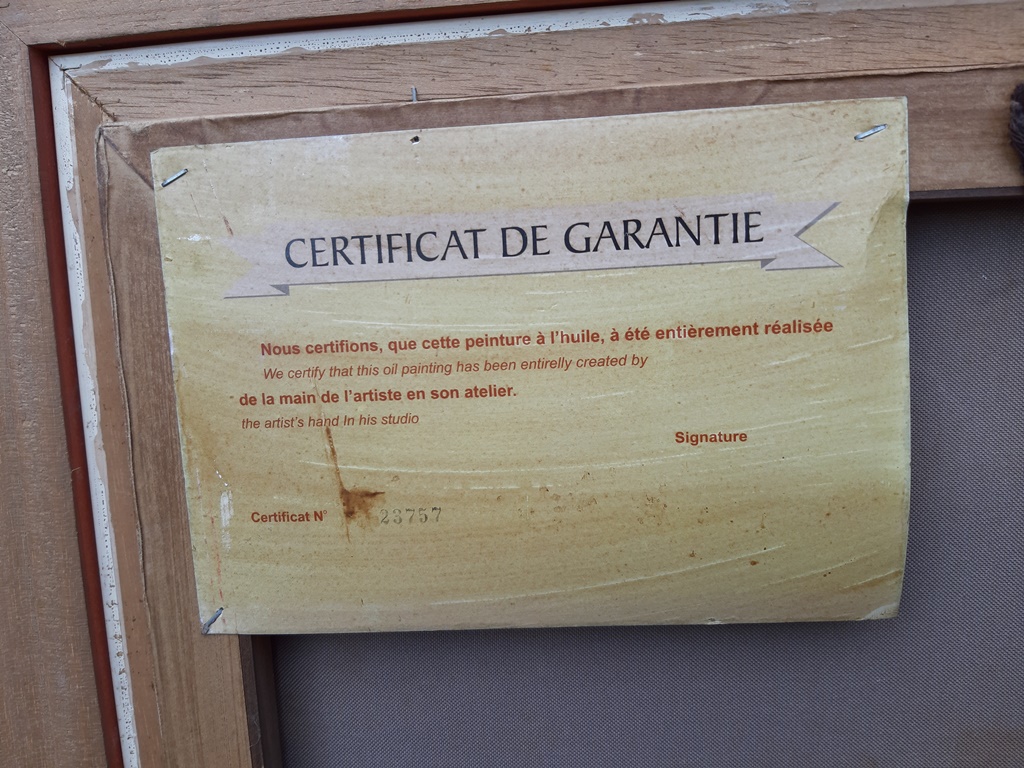 CERTIFICAT DE GARANTIE
Nous certifions, que cette peinture à l'huile, à été entièrement réalisée
We certify that this oil painting has been entirelly created by
de la main de l'artiste en son atelier.
the artist's hand In his studio
Signature
Certificat N° 23757